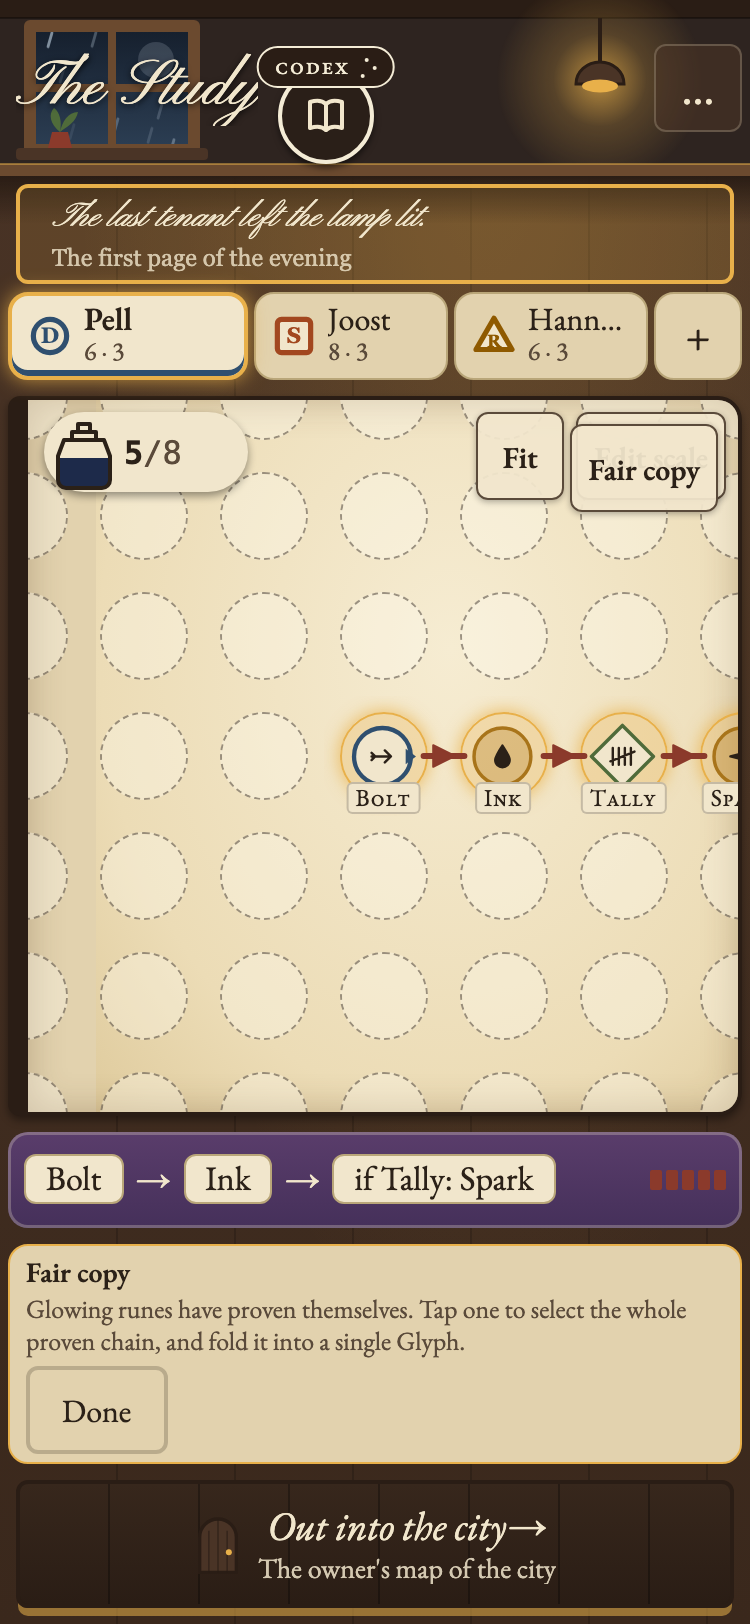 The Study
CODEX
...
The last tenant left the lamp lit.
The first page of the evening
D
Pell
6·3
S
Joost
8·3
R
Hann...
6·3
+
5/8
Fit
Edit scale
Fair copy
Bolt
Ink
Tally
Bolt → Ink → if Tally: Spark
Fair copy
Glowing runes have proven themselves. Tap one to select the whole
proven chain, and fold it into a single Glyph.
Done
Out into the city→
The owner's map of the city